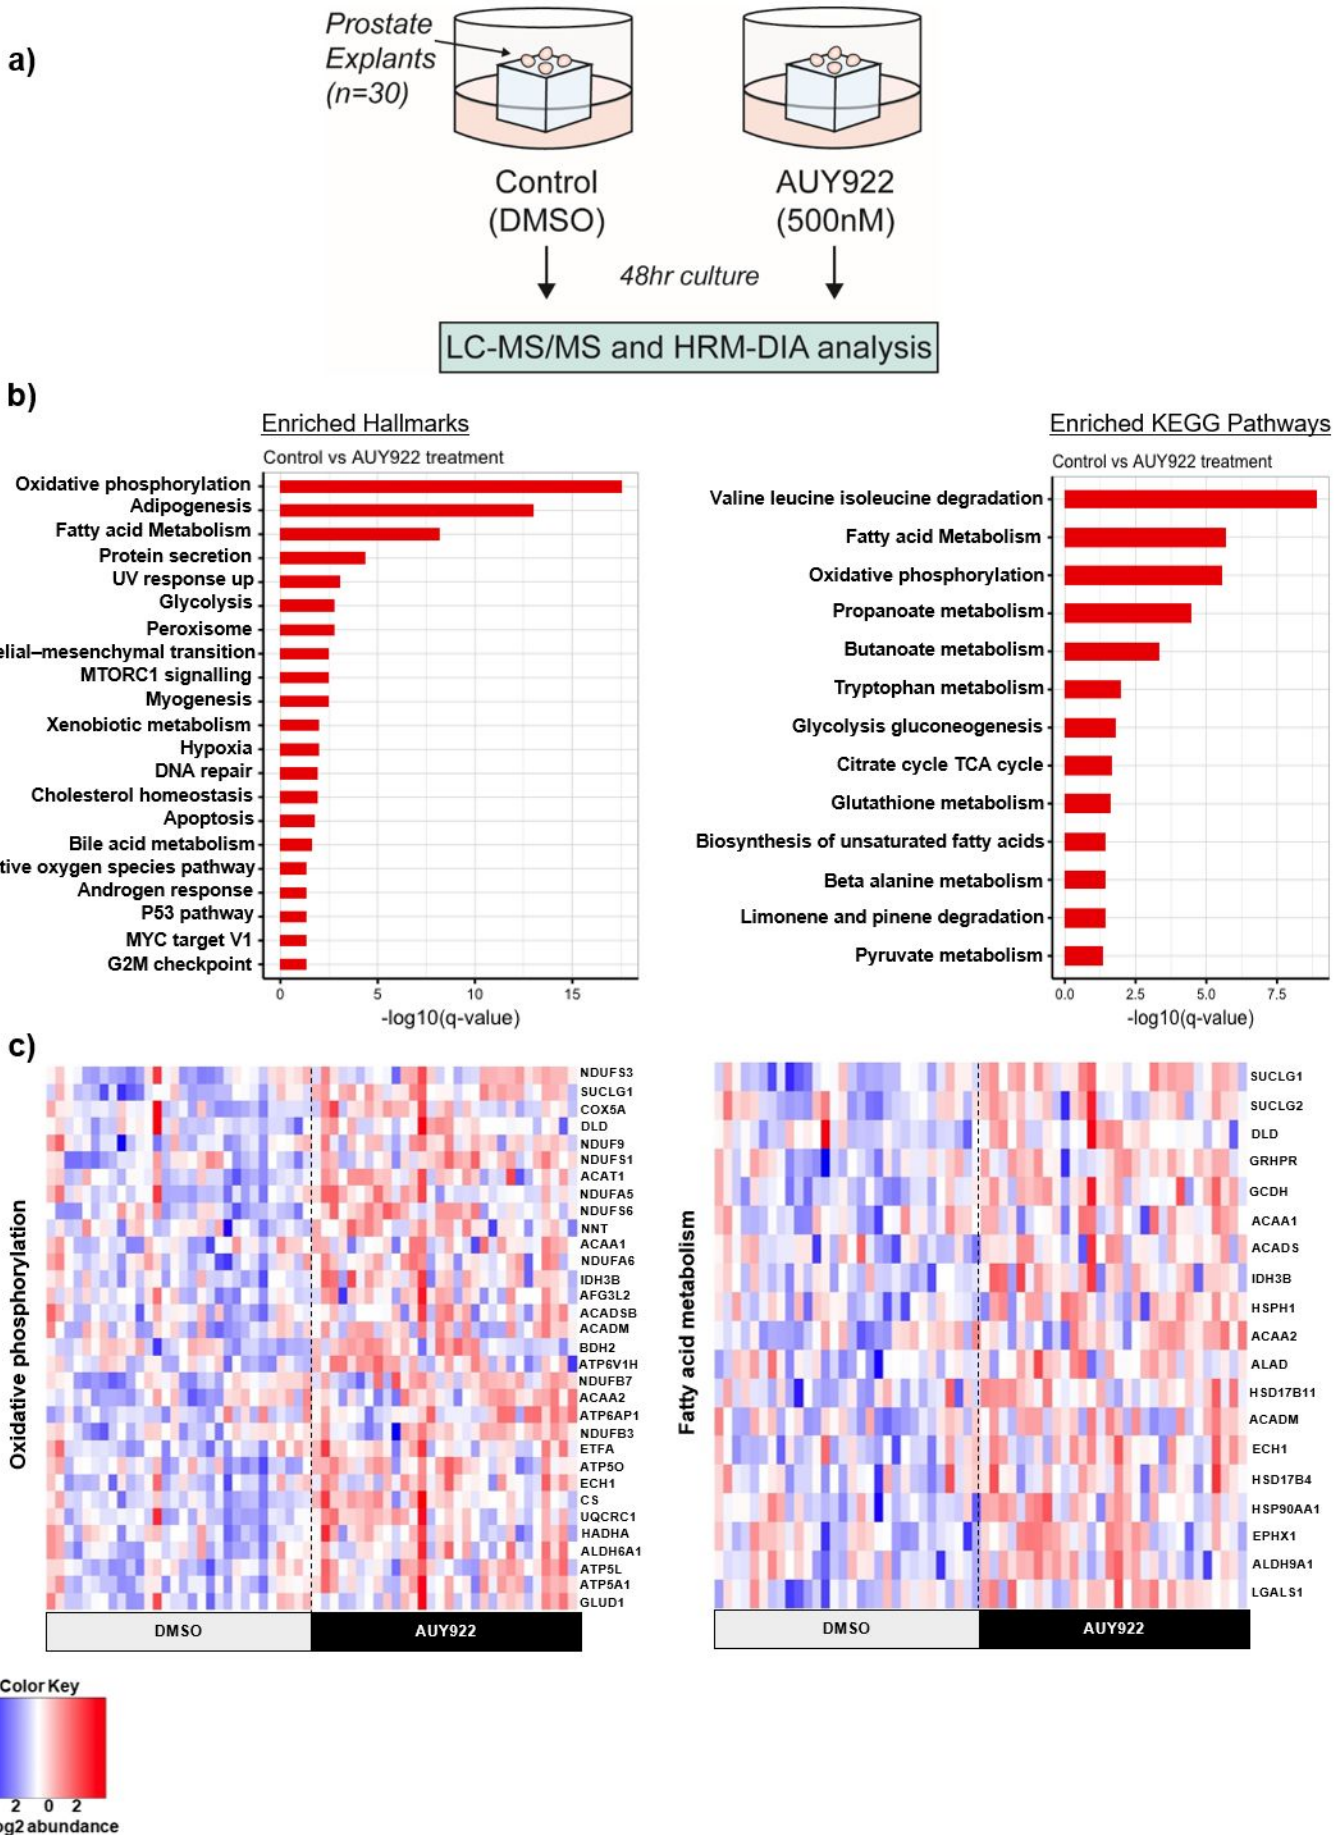 a)
Prostate
Explants
(n=30)
Control
(DMSO)
AUY922
(500nM)
48hr culture
LC-MS/MS and HRM-DIA analysis
b)
Enriched Hallmarks
Control vs AUY922 treatment
Oxidative phosphorylation
Adipogenesis
Fatty acid Metabolism
Protein secretion
UV response up
Glycolysis
Peroxisome
elial–mesenchymal transition
MTORC1 signalling
Myogenesis
Xenobiotic metabolism
Hypoxia
DNA repair
Cholesterol homeostasis
Apoptosis
Bile acid metabolism
tive oxygen species pathway
Androgen response
P53 pathway
MYC target V1
G2M checkpoint
0 5 10 15
-log10(q-value)
Enriched KEGG Pathways
Control vs AUY922 treatment
Valine leucine isoleucine degradation
Fatty acid Metabolism
Oxidative phosphorylation
Propanoate metabolism
Butanoate metabolism
Tryptophan metabolism
Glycolysis gluconeogenesis
Citrate cycle TCA cycle
Glutathione metabolism
Biosynthesis of unsaturated fatty acids
Beta alanine metabolism
Limonene and pinene degradation
Pyruvate metabolism
0.0 2.5 5.0 7.5
-log10(q-value)
c)
Oxidative phosphorylation
NDUFS3
SUCLG1
COX5A
DLD
NDUF9
NDUFS1
ACAT1
NDUFA5
NDUFS6
NNT
ACAA1
NDUFA6
IDH3B
AFG3L2
ACADSB
ACADM
BDH2
ATP6V1H
NDUFB7
ACAA2
ATP6AP1
NDUFB3
ETFA
ATP5O
ECH1
CS
UQCRC1
HADHA
ALDH6A1
ATP5L
ATP5A1
GLUD1
DMSO
AUY922
Fatty acid metabolism
SUCLG1
SUCLG2
DLD
GRHPR
GCDH
ACAA1
ACADS
IDH3B
HSPH1
ACAA2
ALAD
HSD17B11
ACADM
ECH1
HSD17B4
HSP90AA1
EPHX1
ALDH9A1
LGALS1
DMSO
AUY922
Color Key
2 0 2
og2 abundance